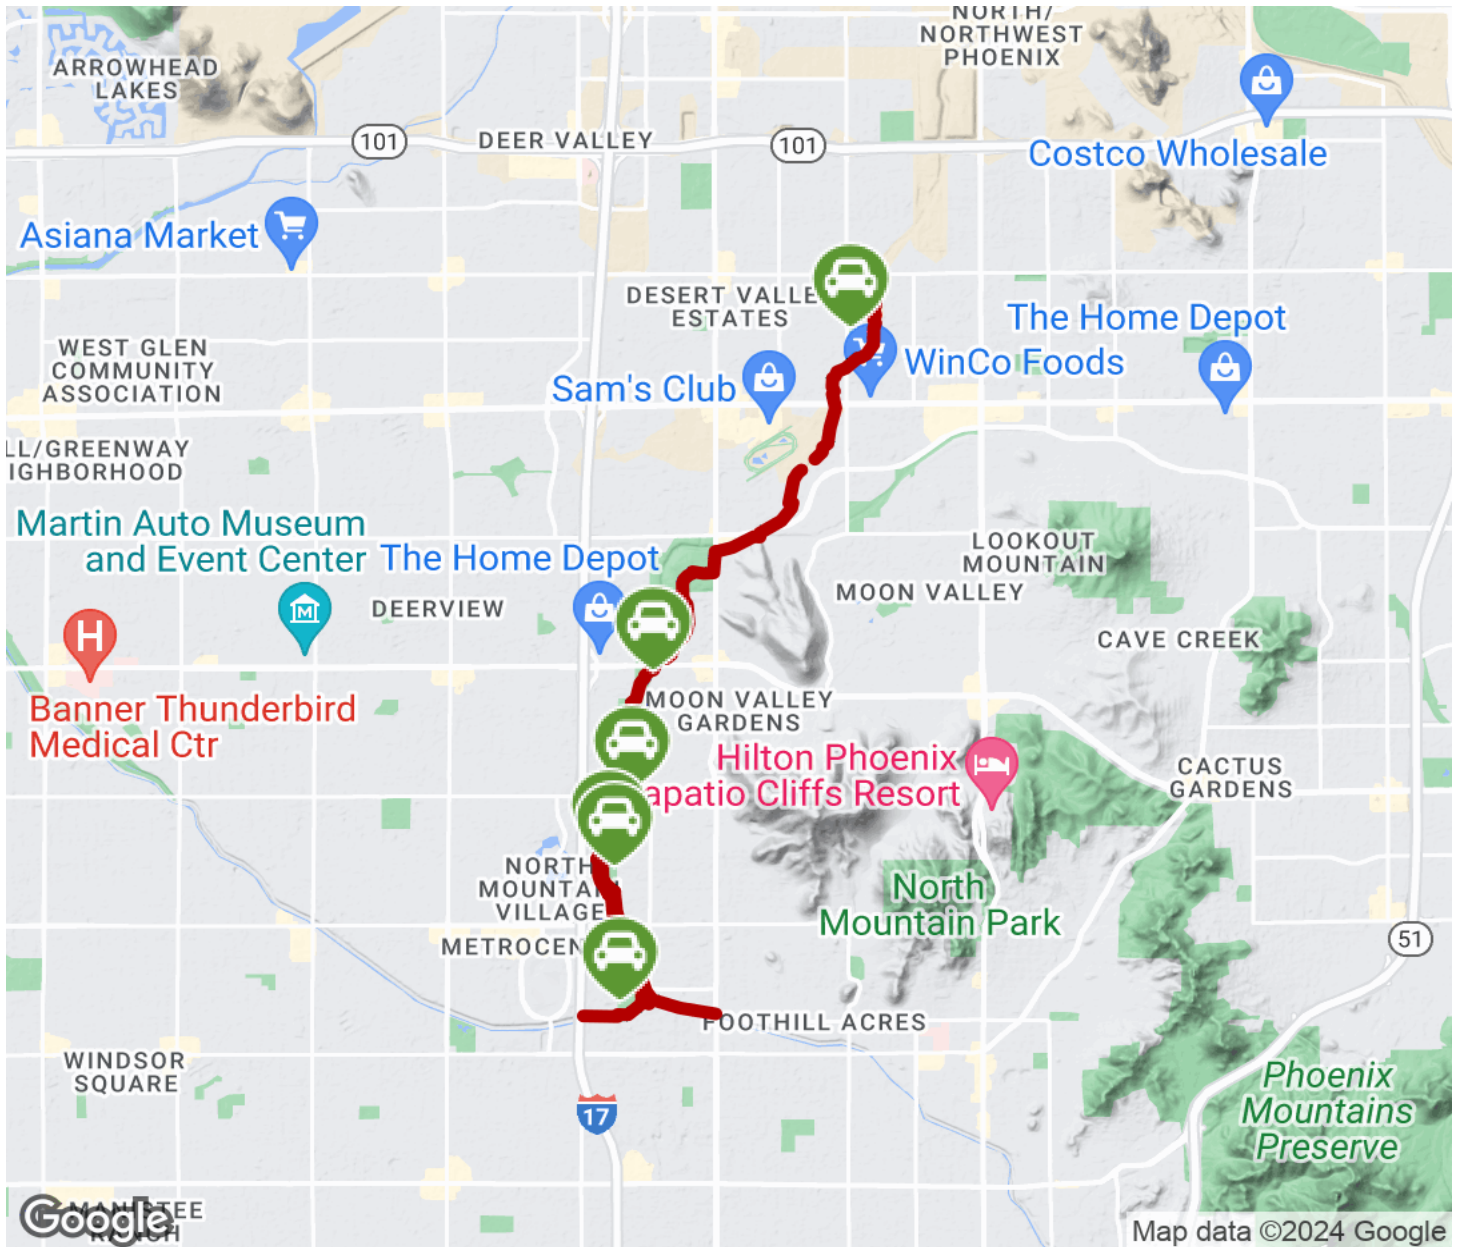 NORTH/
NORTHWEST
PHOENIX
ARROWHEAD
LAKES
101
DEER VALLEY
101
Costco Wholesale
Asiana Market
DESERT VALLE
ESTATES
The Home Depot
WEST GLEN
COMMUNITY
ASSOCIATION
Sam's Club
WinCo Foods
LL/GREENWAY
IGHBORHOOD
Martin Auto Museum
and Event Center
The Home Depot
LOOKOUT
MOUNTAIN
DEERVIEW
MOON VALLEY
H
M
CAVE CREEK
Banner Thunderbird
Medical Ctr
MOON VALLEY
GARDENS
Hilton Phoenix
apatio Cliffs Resort
CACTUS
GARDENS
NORTH
MOUNTAIN
VILLAGE
North
Mountain Park
METROCEN
51
FOOTHILL ACRES
WINDSOR
SQUARE
17
Phoenix
Mountains
Preserve
MANISTEE
RANCH
Google
Map data ©2024 Google